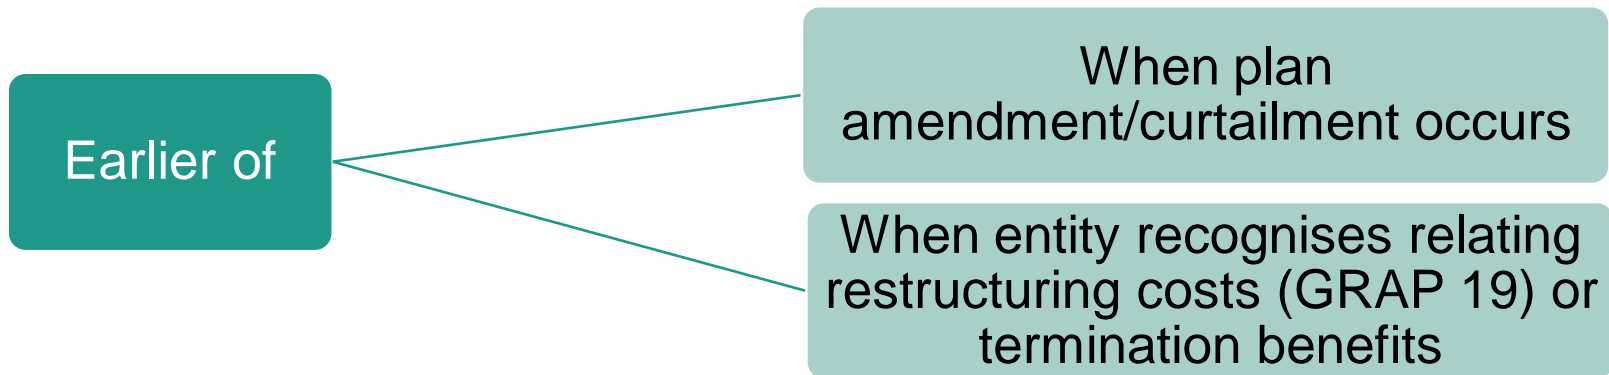 Earlier of
When plan
amendment/curtailment occurs
When entity recognises relating
restructuring costs (GRAP 19) or
termination benefits